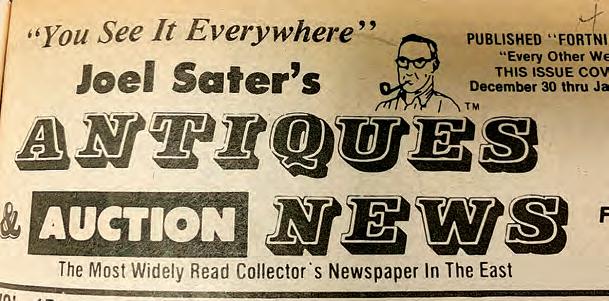 "You See It Everywhere"
Joel Sater's
TM
ANTIQUES
& AUCTION NEWS
The Most Widely Read Collector's Newspaper In The East
PUBLISHED "FORTNI
"Every Other We
THIS ISSUE COV
December 30 thru Ja
F